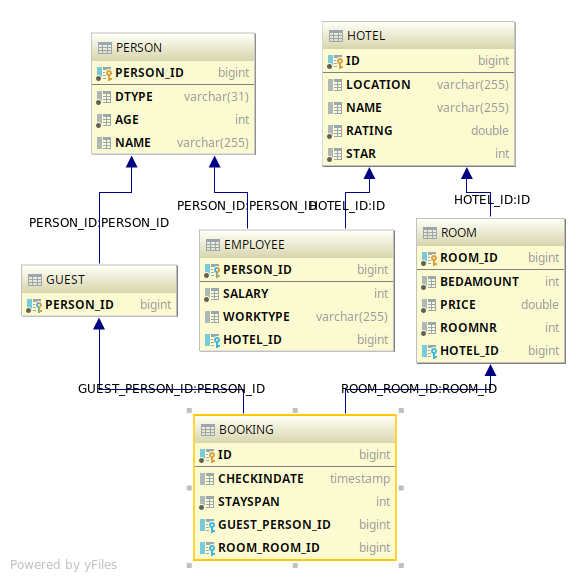 PERSON
PERSON_ID bigint
DTYPE varchar(31)
AGE int
NAME varchar(255)
HOTEL
ID bigint
LOCATION varchar(255)
NAME varchar(255)
RATING double
STAR int
PERSON_ID:PERSON_ID
PERSON_ID:PERSON_ID
HOTEL_ID:ID
HOTEL_ID:ID
GUEST
PERSON_ID bigint
EMPLOYEE
PERSON_ID bigint
SALARY int
WORKTYPE varchar(255)
HOTEL_ID bigint
ROOM
ROOM_ID bigint
BEDAMOUNT int
PRICE double
ROOMNR int
HOTEL_ID bigint
GUEST_PERSON_ID:PERSON_ID
ROOM_ROOM_ID:ROOM_ID
BOOKING
ID bigint
CHECKINDATE timestamp
STAYSPAN int
GUEST_PERSON_ID bigint
ROOM_ROOM_ID bigint
Powered by yFiles